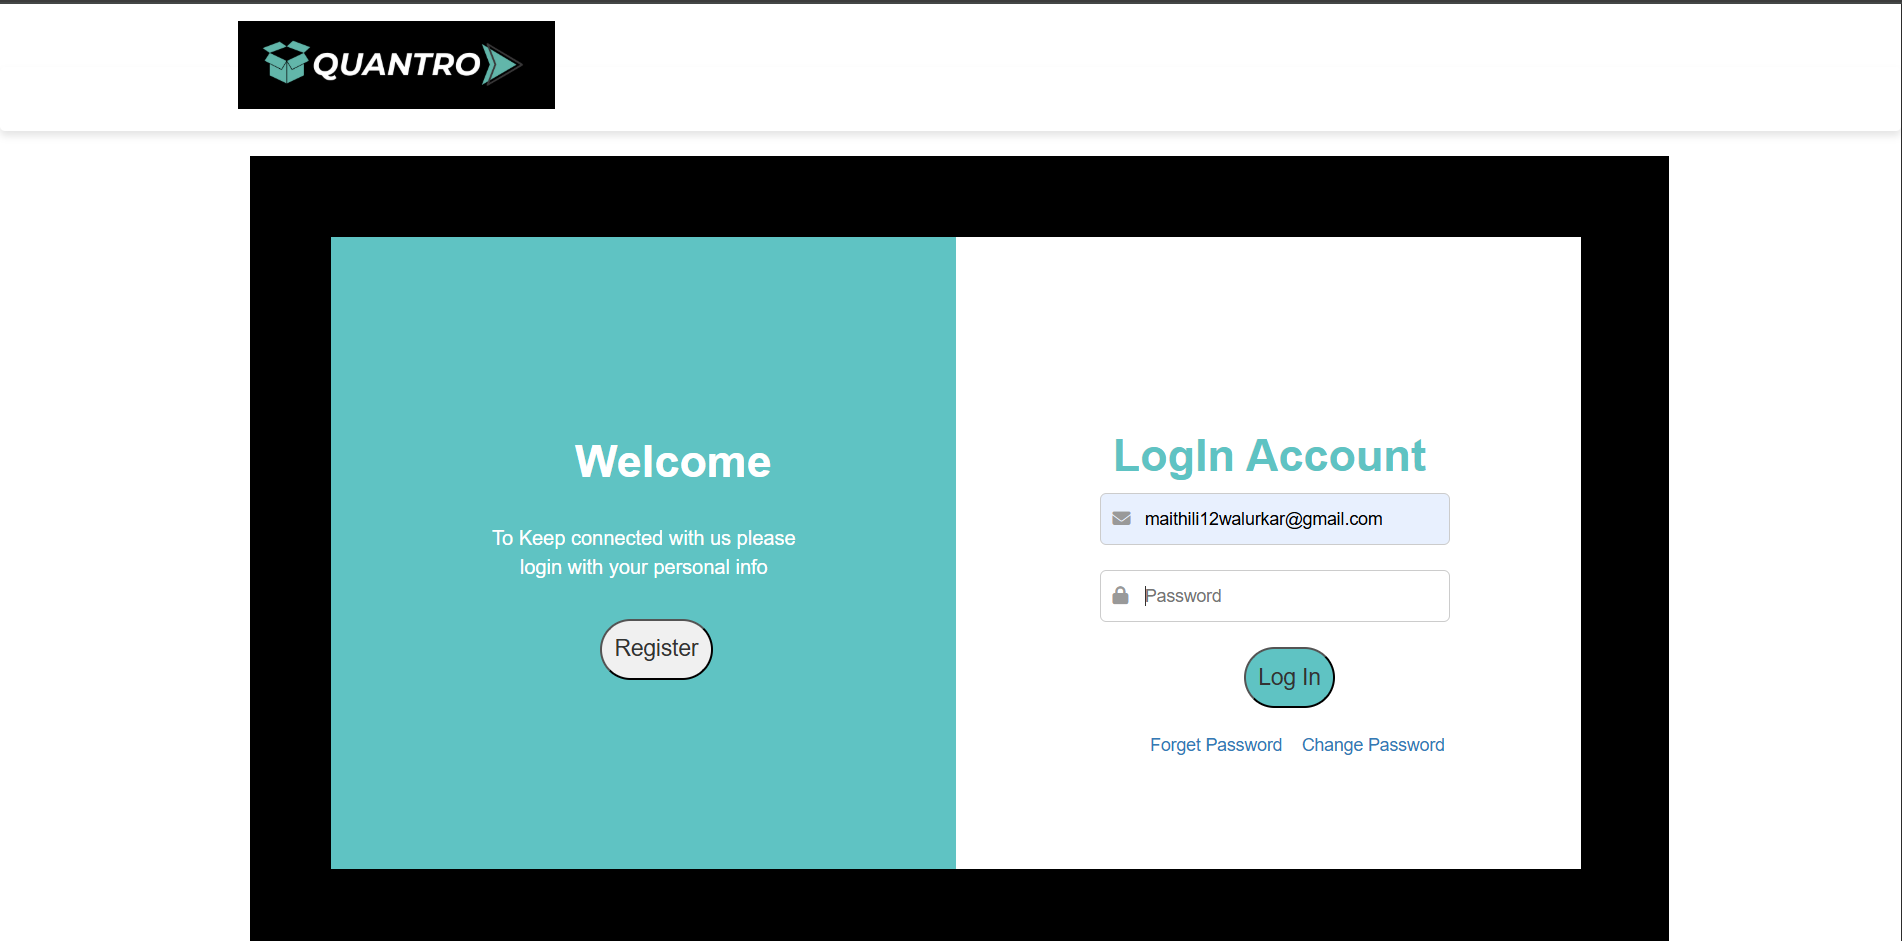 QUANTRO
Welcome
To Keep connected with us please
login with your personal info
Register
LogIn Account
maithili12walurkar@gmail.com
Password
Log In
Forget Password Change Password